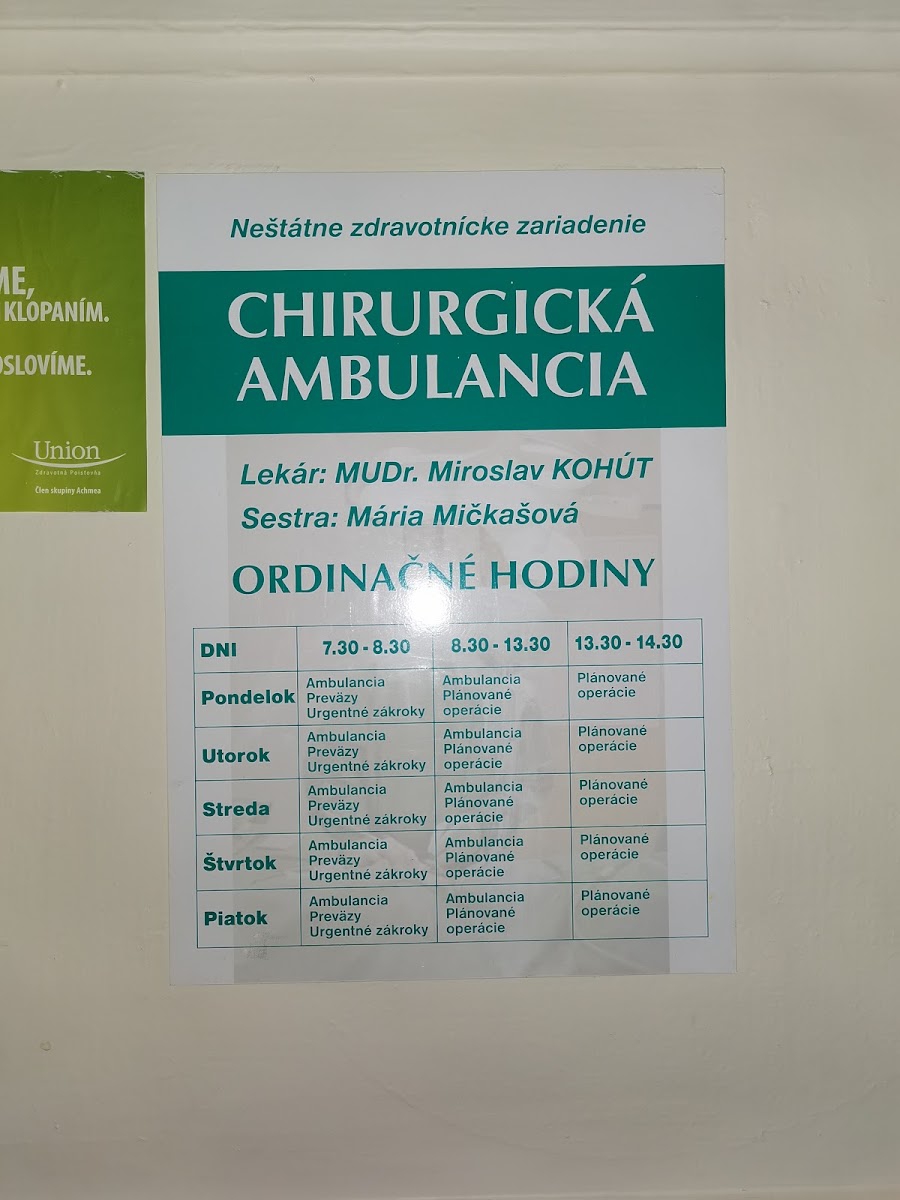 ME,
KLOPANÍM.
OSLOVÍME.
Union
Zdravotná Poisťovňa
Člen skupiny Achmea
Neštátne zdravotnícke zariadenie
CHIRURGICKÁ
AMBULANCIA
Lekár: MUDr. Miroslav KOHÚT
Sestra: Mária Mičkašová
ORDINAČNÉ HODINY
DNI 7.30 - 8.30 8.30 - 13.30 13.30 - 14.30
Pondelok
Ambulancia
Preväzy
Urgentné zákroky
Ambulancia
Plánované
operácie
Plánované
operácie
Utorok
Ambulancia
Preväzy
Urgentné zákroky
Ambulancia
Plánované
operácie
Plánované
operácie
Streda
Ambulancia
Preväzy
Urgentné zákroky
Ambulancia
Plánované
operácie
Plánované
operácie
Štvrtok
Ambulancia
Preväzy
Urgentné zákroky
Ambulancia
Plánované
operácie
Plánované
operácie
Piatok
Ambulancia
Preväzy
Urgentné zákroky
Ambulancia
Plánované
operácie
Plánované
operácie